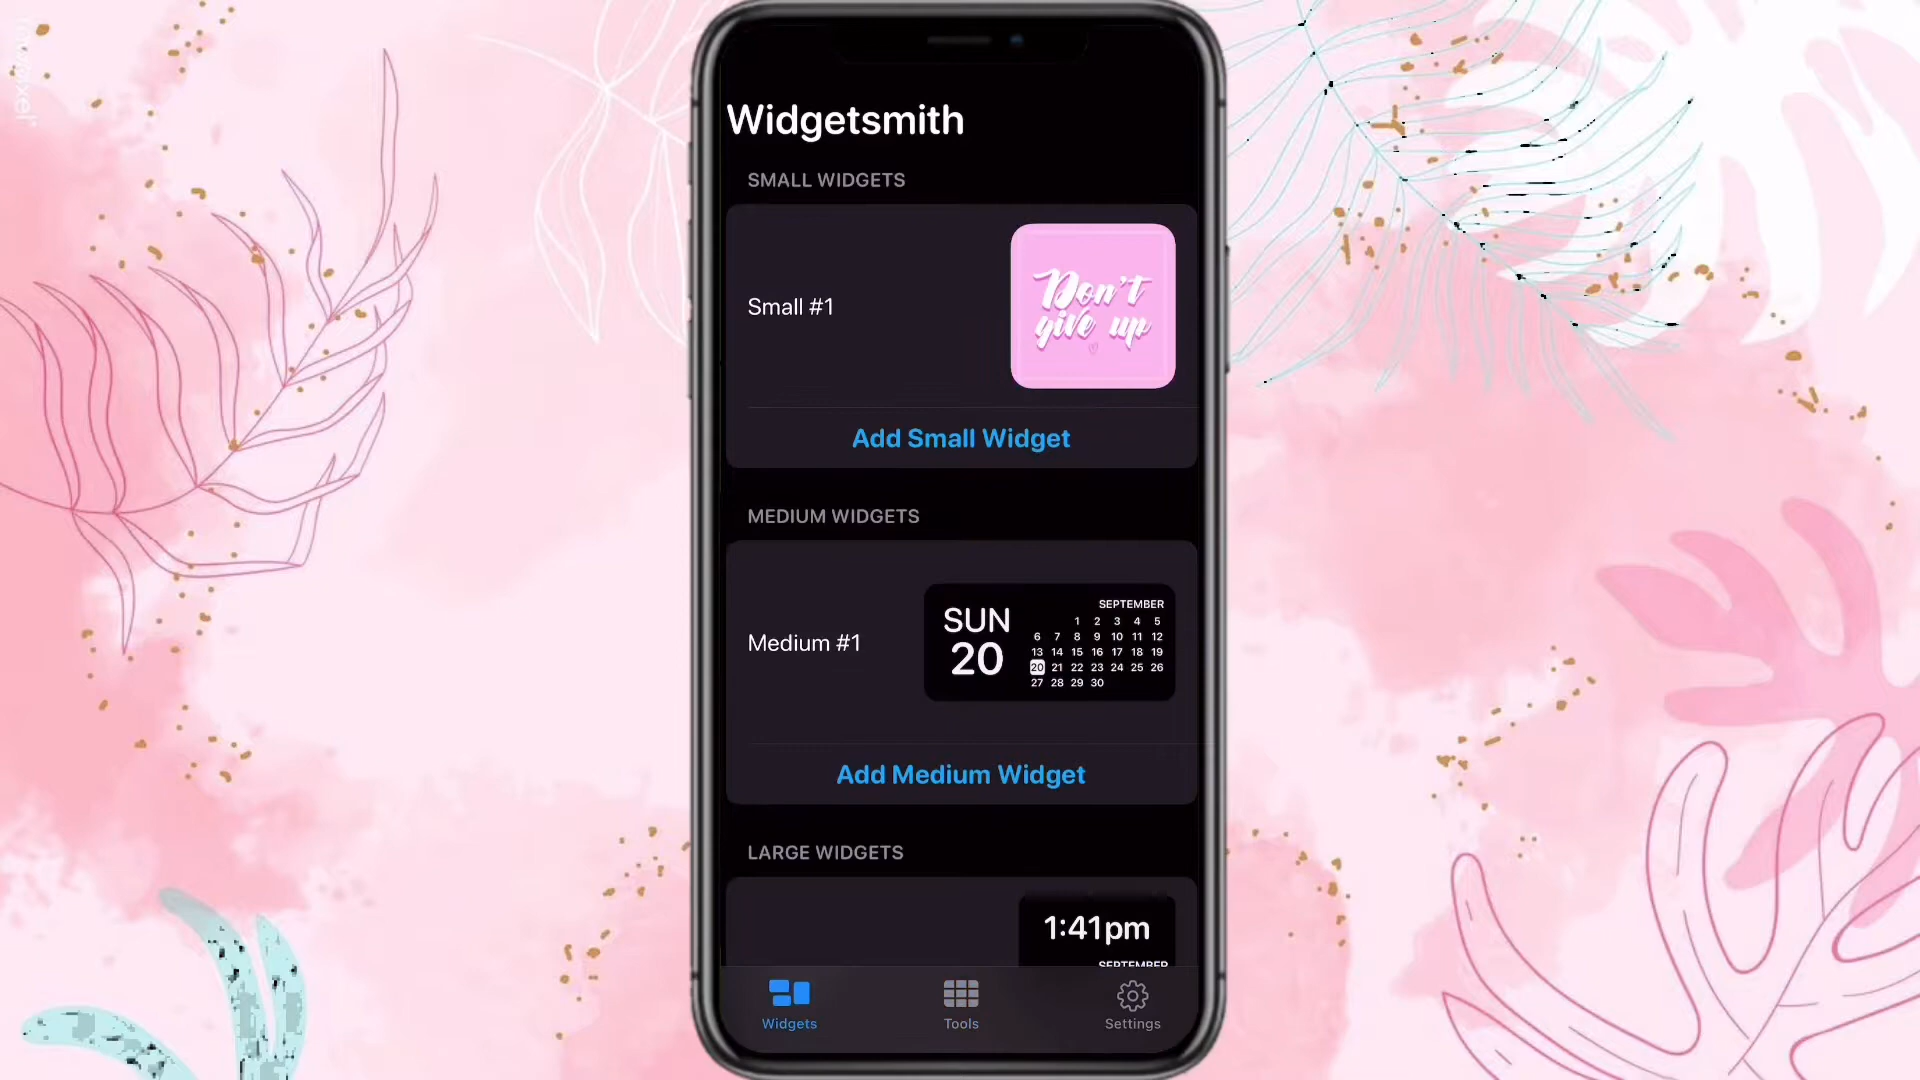 Widgetsmith
SMALL WIDGETS
Small #1
Don't
give up
Add Small Widget
MEDIUM WIDGETS
Medium #1
SUN
20
SEPTEMBER
1 2 3 4 5
6 7 8 9 10 11 12
13 14 15 16 17 18 19
20 21 22 23 24 25 26
27 28 29 30
Add Medium Widget
LARGE WIDGETS
1:41pm
SEPTEMBER
Widgets
Tools
Settings